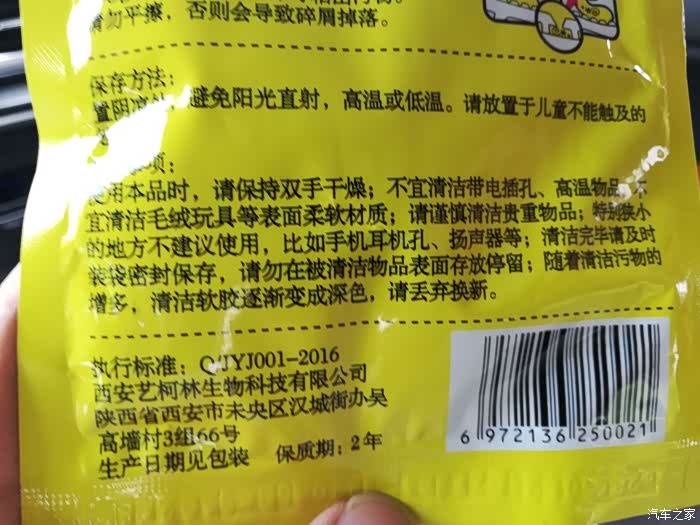 请勿平擦，否则会导致碎屑掉落。
保存方法：
置阴凉处，避免阳光直射，高温或低温。请放置于儿童不能触及的
项：
使用本品时，请保持双手干燥；不宜清洁带电插孔、高温物品，不
宜清洁毛绒玩具等表面柔软材质；请谨慎清洁贵重物品；特别狭小
的地方不建议使用，比如手机耳机孔、扬声器等；清洁完毕请及时
装袋密封保存，请勿在被清洁物品表面存放停留；随着清洁污物的
增多，清洁软胶逐渐变成深色，请丢弃换新。
执行标准：Q/JYJ001-2016
西安艺柯林生物科技有限公司
陕西省西安市未央区汉城街办吴
高墙村3组66号
生产日期见包装 保质期：2年
6 972136 250021
汽车之家